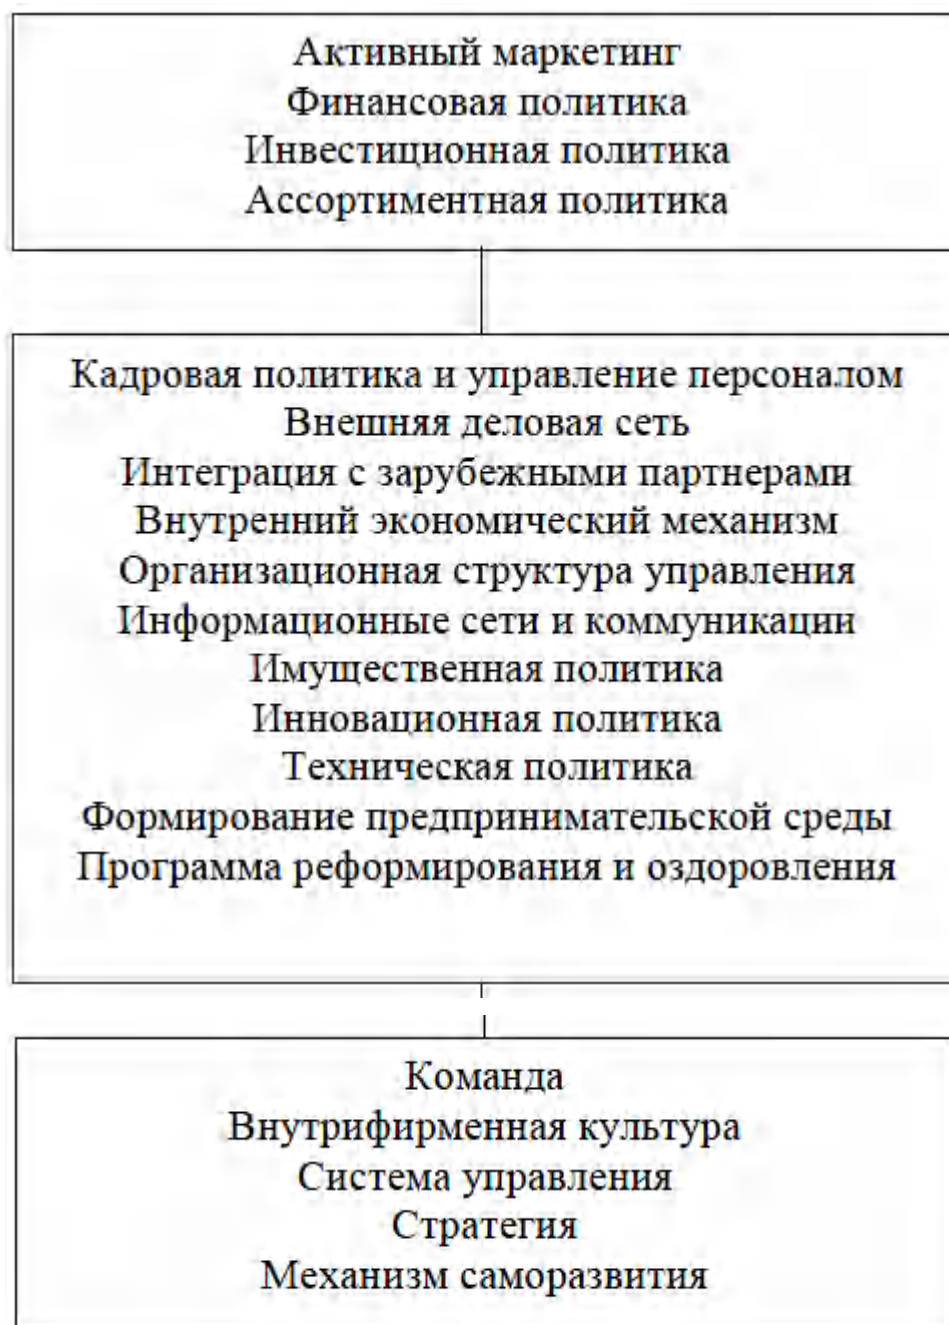 Активный маркетинг
Финансовая политика
Инвестиционная политика
Ассортиментная политика
Кадровая политика и управление персоналом
Внешняя деловая сеть
Интеграция с зарубежными партнерами
Внутренний экономический механизм
Организационная структура управления
Информационные сети и коммуникации
Имущественная политика
Инновационная политика
Техническая политика
Формирование предпринимательской среды
Программа реформирования и оздоровления
Команда
Внутрифирменная культура
Система управления
Стратегия
Механизм саморазвития